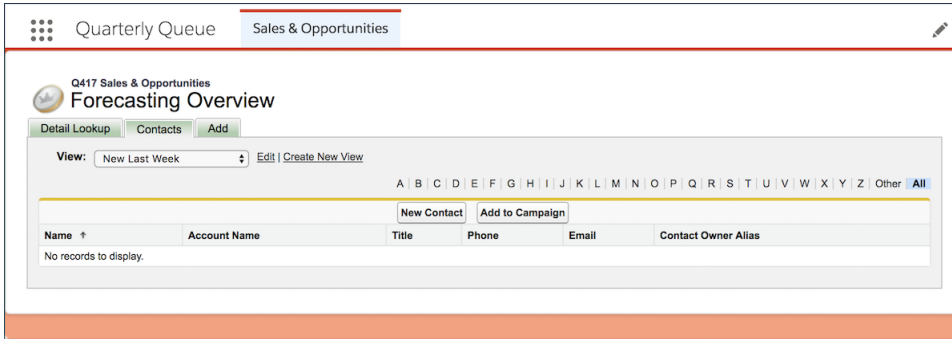 Quarterly Queue Sales & Opportunities
Q417 Sales & Opportunities
Forecasting Overview
Detail Lookup Contacts Add
View: New Last Week Edit | Create New View
A | B | C | D | E | F | G | H | I | J | K | L | M | N | O | P | Q | R | S | T | U | V | W | X | Y | Z | Other | All
New Contact Add to Campaign
Name Account Name Title Phone Email Contact Owner Alias
No records to display.